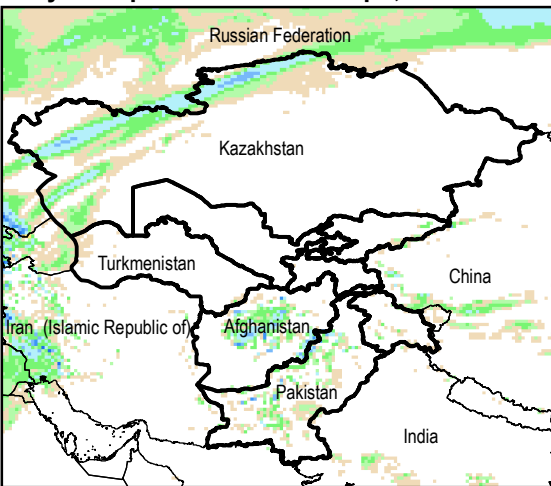 Russian Federation
Kazakhstan
Turkmenistan
China
Iran (Islamic Republic of)
Afghanistan
Pakistan
India